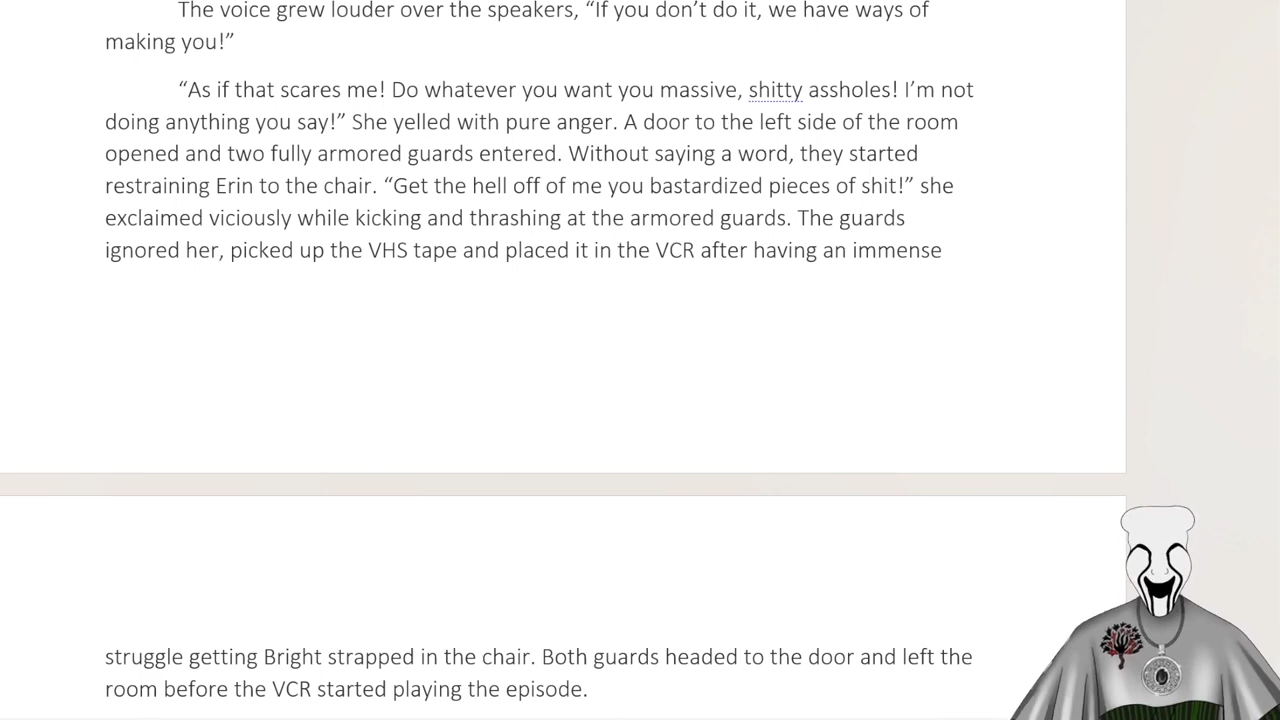 The voice grew louder over the speakers, “If you don’t do it, we have ways of
making you!”
“As if that scares me! Do whatever you want you massive, shitty assholes! I’m not
doing anything you say!” She yelled with pure anger. A door to the left side of the room
opened and two fully armored guards entered. Without saying a word, they started
restraining Erin to the chair. “Get the hell off of me you bastardized pieces of shit!” she
exclaimed viciously while kicking and thrashing at the armored guards. The guards
ignored her, picked up the VHS tape and placed it in the VCR after having an immense
struggle getting Bright strapped in the chair. Both guards headed to the door and left the
room before the VCR started playing the episode.